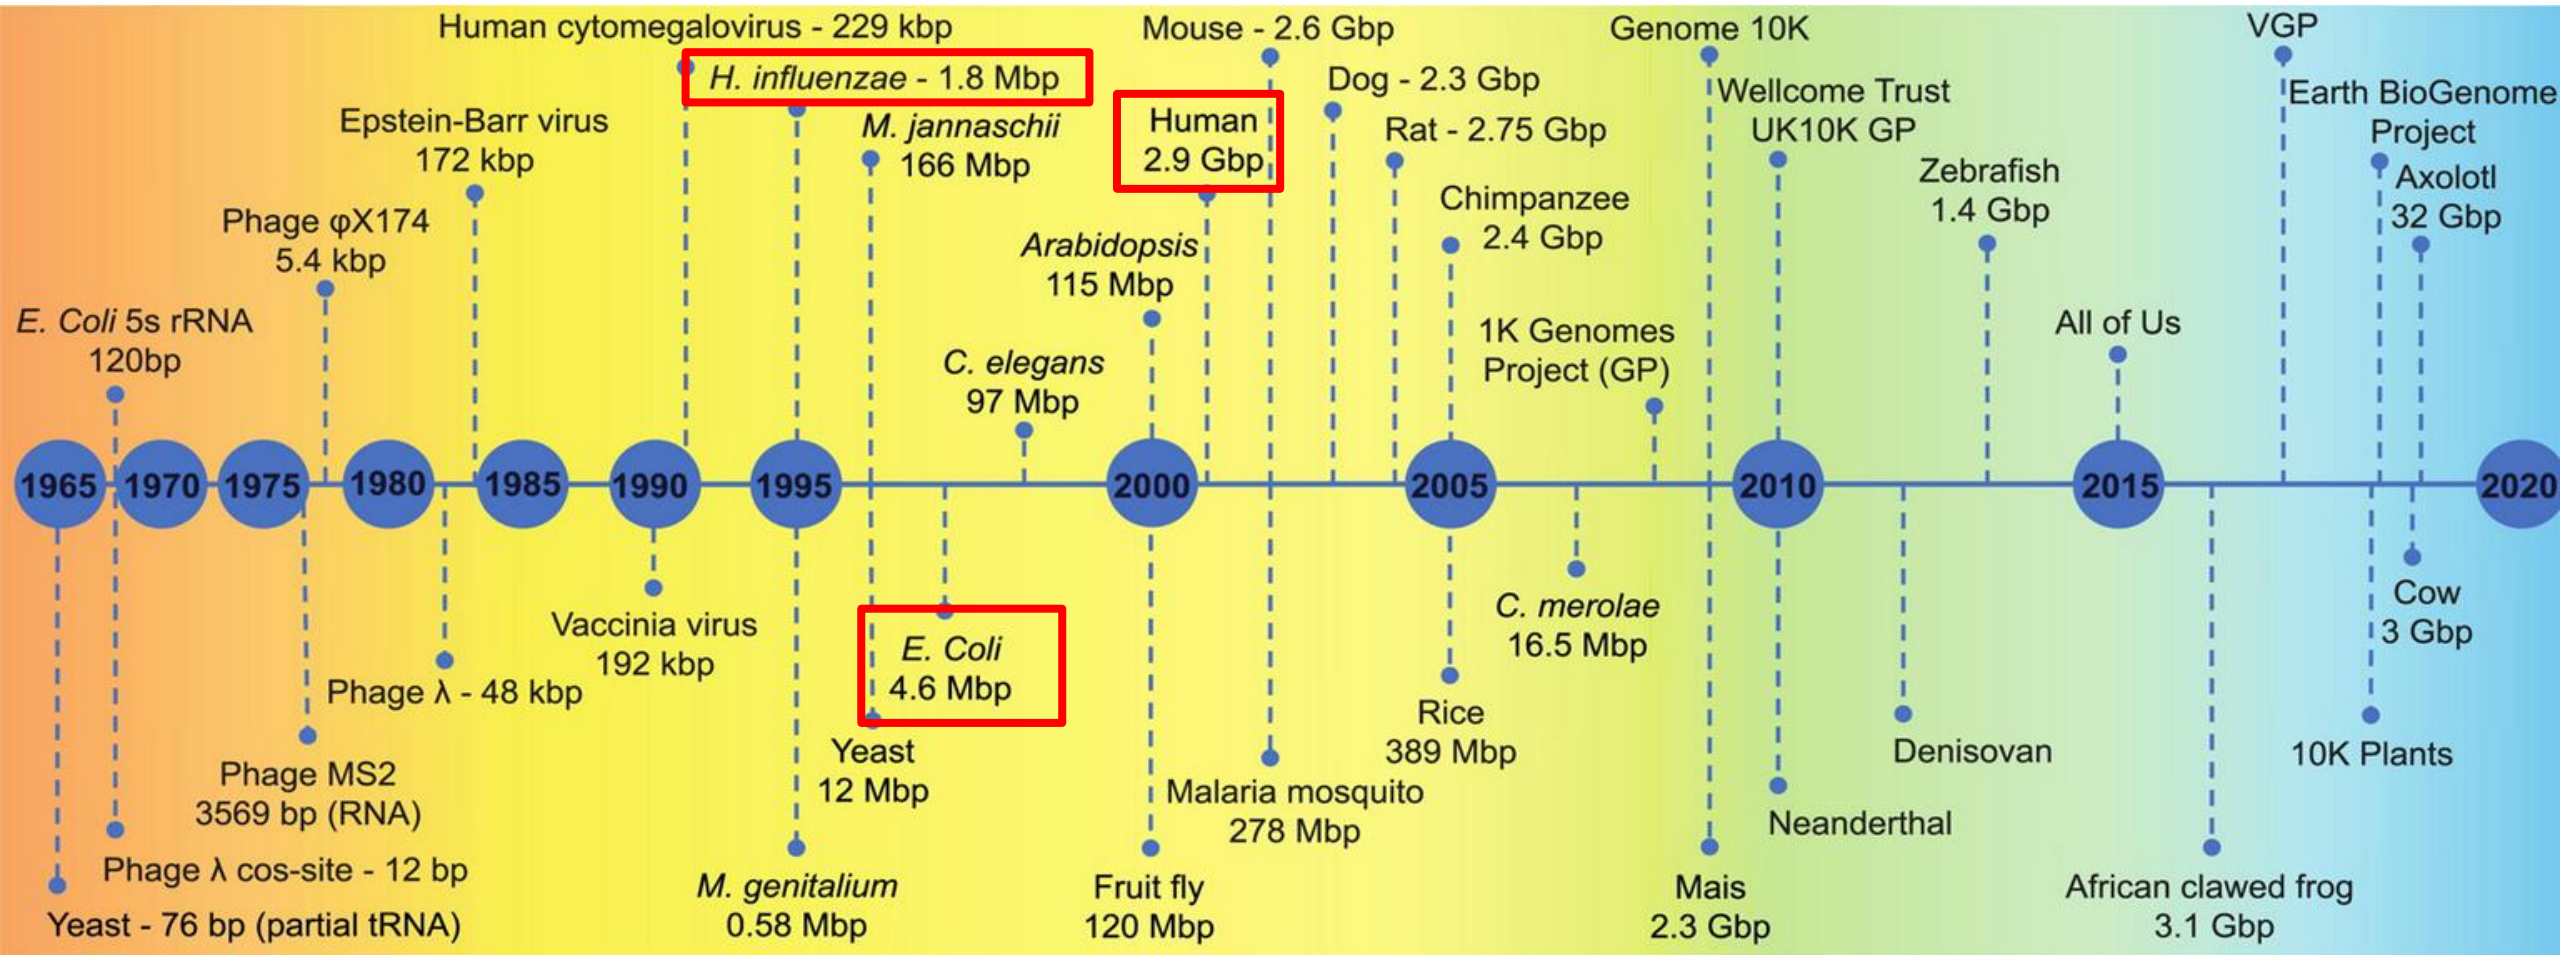 Human cytomegalovirus - 229 kbp
H. influenzae - 1.8 Mbp
M. jannaschii
166 Mbp
Epstein-Barr virus
172 kbp
Phage φX174
5.4 kbp
E. Coli 5s rRNA
120bp
Mouse - 2.6 Gbp
Human
2.9 Gbp
Dog - 2.3 Gbp
Rat - 2.75 Gbp
Arabidopsis
115 Mbp
C. elegans
97 Mbp
Chimpanzee
2.4 Gbp
1K Genomes
Project (GP)
Genome 10K
Wellcome Trust
UK10K GP
Zebrafish
1.4 Gbp
All of Us
VGP
Earth BioGenome
Project
Axolotl
32 Gbp
1965
1970
1975
1980
1985
1990
1995
2000
2005
2010
2015
2020
Vaccinia virus
192 kbp
Phage λ - 48 kbp
Phage MS2
3569 bp (RNA)
Phage λ cos-site - 12 bp
Yeast - 76 bp (partial tRNA)
E. Coli
4.6 Mbp
Yeast
12 Mbp
M. genitalium
0.58 Mbp
Fruit fly
120 Mbp
Malaria mosquito
278 Mbp
Rice
389 Mbp
C. merolae
16.5 Mbp
Mais
2.3 Gbp
Neanderthal
Denisovan
African clawed frog
3.1 Gbp
10K Plants
Cow
3 Gbp